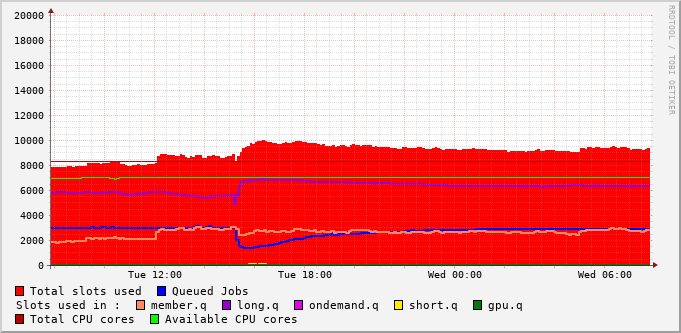 20000
18000
16000
14000
12000
10000
8000
6000
4000
2000
0
Tue 12:00 Tue 18:00 Wed 00:00 Wed 06:00
Total slots used Queued Jobs
Slots used in : member.q long.q ondemand.q short.q gpu.q
Total CPU cores Available CPU cores
RRDTOOL / TOBI OETIKER